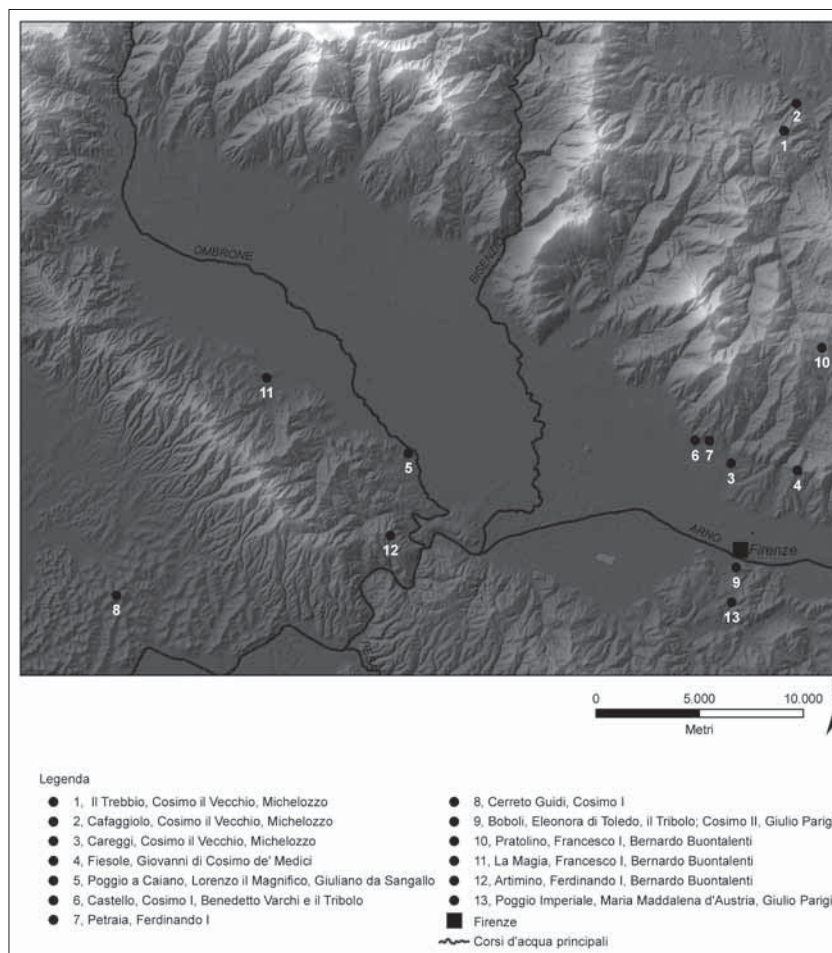 2
1
OMBRONE
BISENZIO
10
11
6 7
3
5
4
ARNO
Firenze
12
9
8
13
0 5.000 10.000
Metri
Legenda
1, Il Trebbio, Cosimo il Vecchio, Michelozzo
2, Cafaggiolo, Cosimo il Vecchio, Michelozzo
3, Careggi, Cosimo il Vecchio, Michelozzo
4, Fiesole, Giovanni di Cosimo de' Medici
5, Poggio a Caiano, Lorenzo il Magnifico, Giuliano da Sangallo
6, Castello, Cosimo I, Benedetto Varchi e il Tribolo
7, Petraia, Ferdinando I
8, Cerreto Guidi, Cosimo I
9, Boboli, Eleonora di Toledo, il Tribolo; Cosimo II, Giulio Parig
10, Pratolino, Francesco I, Bernardo Buontalenti
11, La Magia, Francesco I, Bernardo Buontalenti
12, Artimino, Ferdinando I, Bernardo Buontalenti
13, Poggio Imperiale, Maria Maddalena d'Austria, Giulio Parig
Firenze
Corsi d'acqua principali